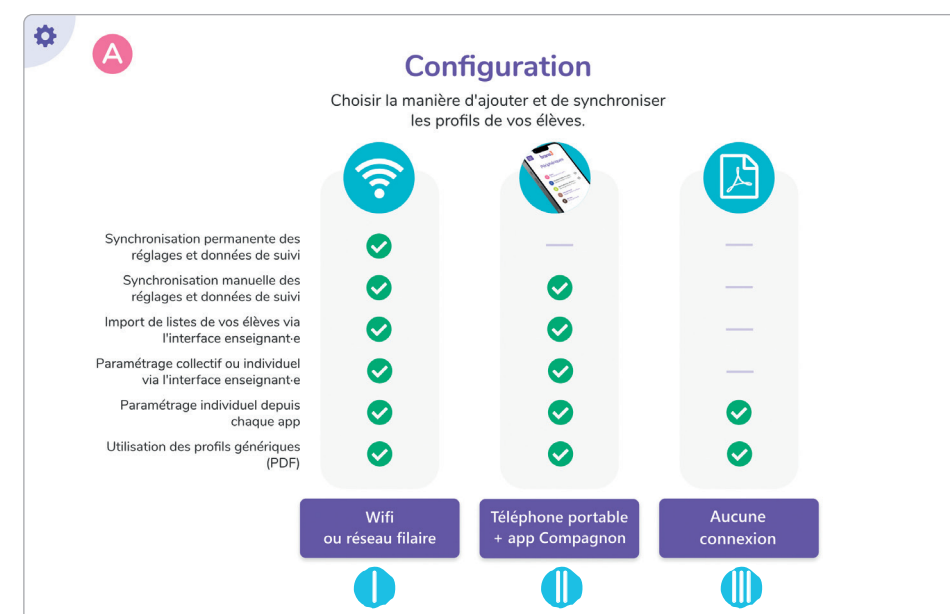 A
Configuration
Choisir la manière d'ajouter et de synchroniser
les profils de vos élèves.
Synchronisation permanente des
réglages et données de suivi
Synchronisation manuelle des
réglages et données de suivi
Import de listes de vos élèves via
l'interface enseignant·e
Paramétrage collectif ou individuel
via l'interface enseignant·e
Paramétrage individuel depuis
chaque app
Utilisation des profils génériques
(PDF)
Wifi
ou réseau filaire
Téléphone portable
+ app Compagnon
Aucune
connexion
I
II
III